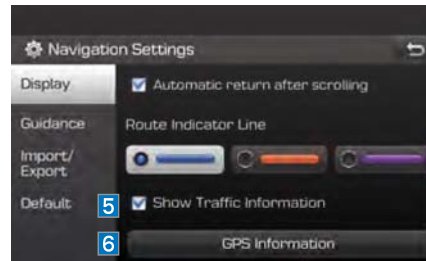 Navigation Settings
Display
Automatic return after scrolling
Guidance
Route Indicator Line
Import/
Export
Default
5
Show Traffic Information
6
GPS Information